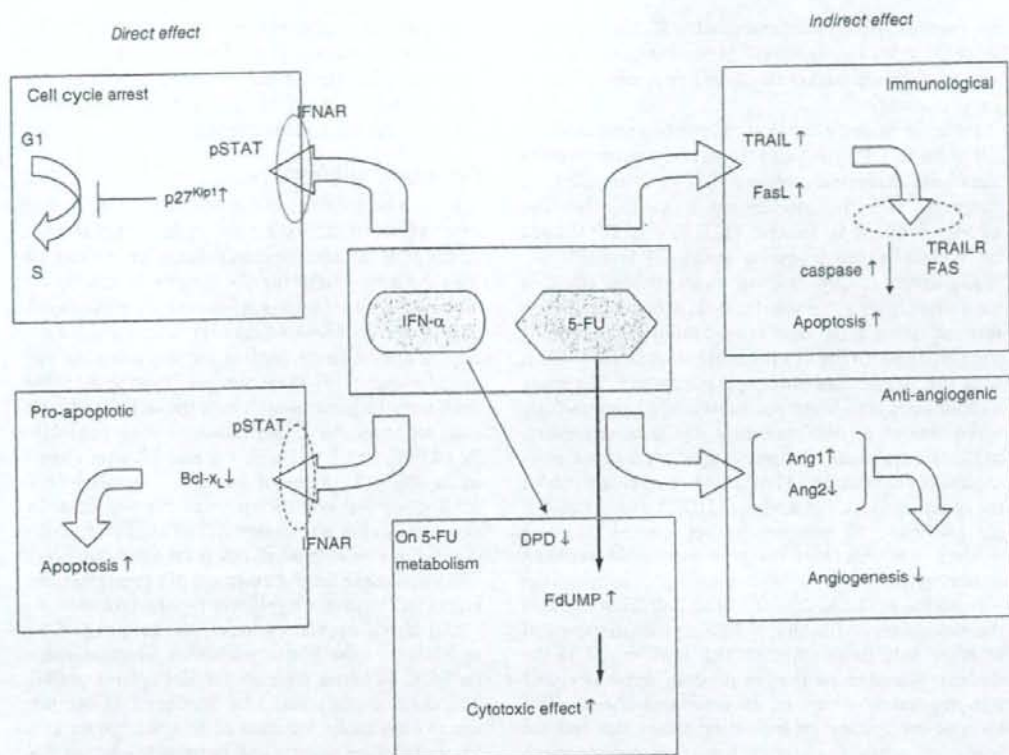 Direct effect
Indirect effect
Cell cycle arrest
G1
S
p27Kip1↑
pSTAT
IFNAR
Immunological
TRAIL ↑
FasL ↑
TRAILR
FAS
caspase ↑
Apoptosis ↑
IFN-α
5-FU
Pro-apoptotic
pSTAT
Bcl-xL↓
IFNAR
Apoptosis ↑
On 5-FU
metabolism
DPD ↓
FdUMP ↑
Cytotoxic effect ↑
Anti-angiogenic
Ang1↑
Ang2↓
Angiogenesis ↓